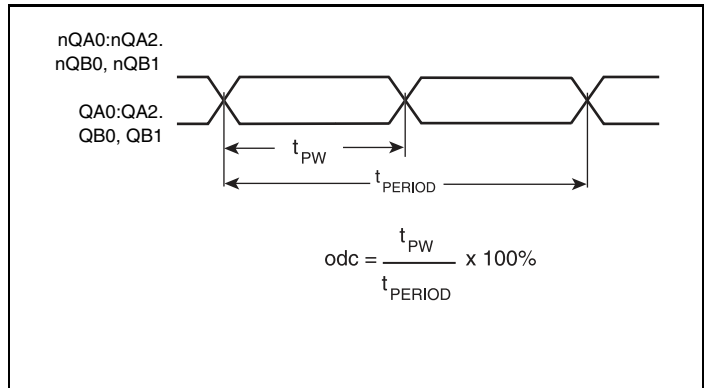 nQA0:nQA2.
nQB0, nQB1
QA0:QA2.
QB0, QB1
tPW
tPERIOD
odc = tPW / tPERIOD x 100%